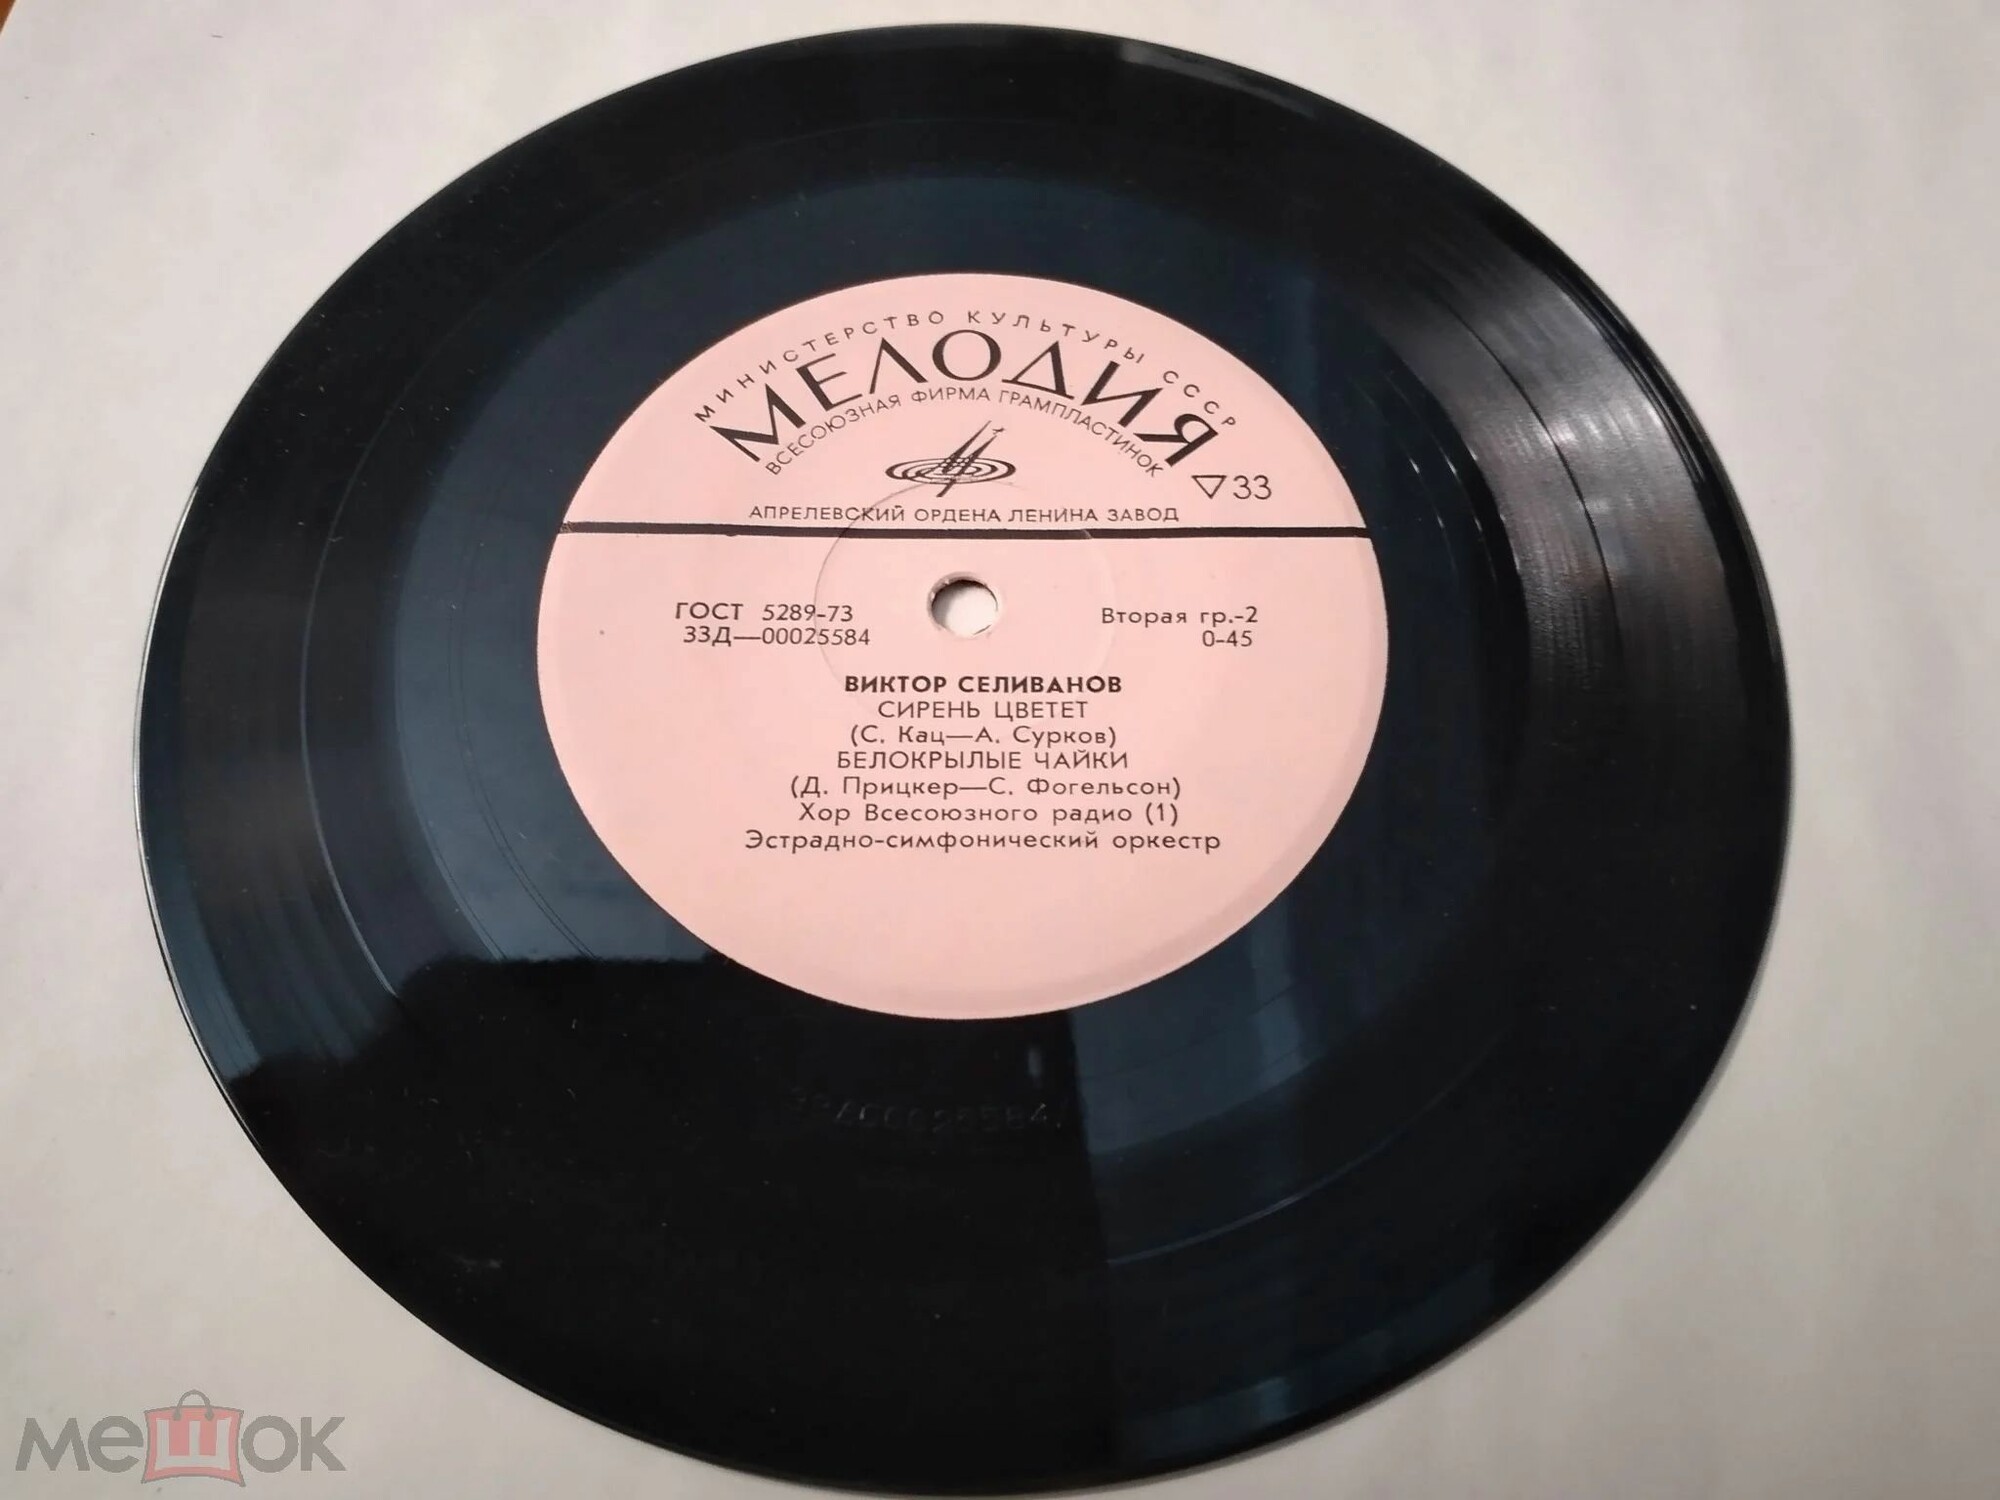 МИНИСТЕРСТВО КУЛЬТУРЫ СССР
МЕЛОДИЯ
ВСЕСОЮЗНАЯ ФИРМА ГРАМПЛАСТИНОК
▽33
АПРЕЛЕВСКИЙ ОРДЕНА ЛЕНИНА ЗАВОД
ГОСТ 5289-73 Вторая гр.-2
33Д—00025584 0-45
ВИКТОР СЕЛИВАНОВ
СИРЕНЬ ЦВЕТЕТ
(С. Кац—А. Сурков)
БЕЛОКРЫЛЫЕ ЧАЙКИ
(Д. Прицкер—С. Фогельсон)
Хор Всесоюзного радио (1)
Эстрадно-симфонический оркестр
мешок